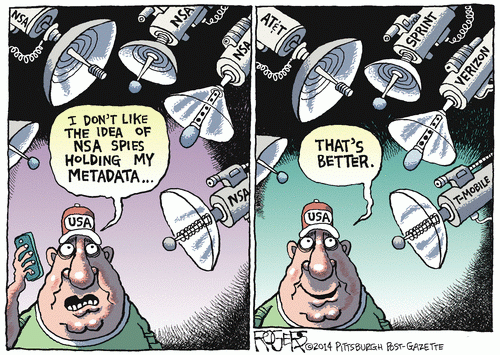 NSA
NSA
NSA
I DON'T LIKE
THE IDEA OF
NSA SPIES
HOLDING MY
METADATA...
NSA
USA
AT&T
SPRINT
VERIZON
THAT'S
BETTER.
T-MOBILE
USA
ROGERS ©2014 PITTSBURGH POST-GAZETTE